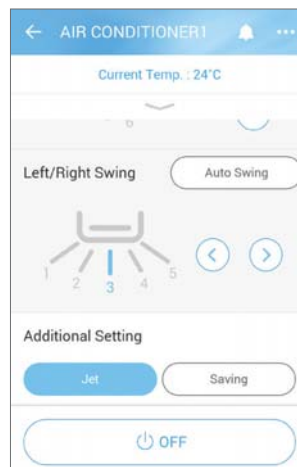 AIR CONDITIONER1
Current Temp. : 24°C
6
Left/Right Swing
Auto Swing
1 2 3 4 5
Additional Setting
Jet
Saving
OFF